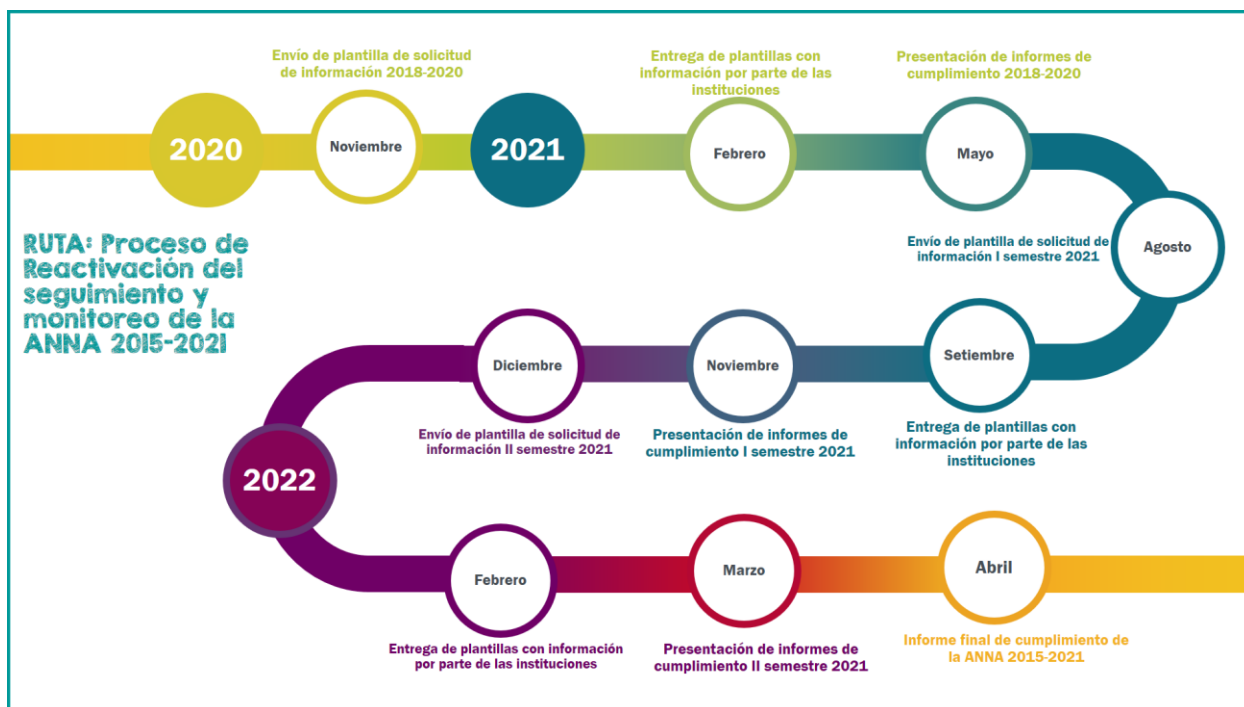 Envío de plantilla de solicitud
de información 2018-2020
Entrega de plantillas con
información por parte de las
instituciones
Presentación de informes de
cumplimiento 2018-2020
2020
Noviembre
2021
Febrero
Mayo
RUTA: Proceso de
Reactivación del
seguimiento y
monitoreo de la
ANNA 2015-2021
Envío de plantilla de solicitud de
información I semestre 2021
Agosto
Setiembre
Entrega de plantillas con
información por parte de las
instituciones
Noviembre
Presentación de informes de
cumplimiento I semestre 2021
Diciembre
Envío de plantilla de solicitud de
información II semestre 2021
2022
Febrero
Entrega de plantillas con información
por parte de las instituciones
Marzo
Presentación de informes de
cumplimiento II semestre 2021
Abril
Informe final de cumplimiento de
la ANNA 2015-2021